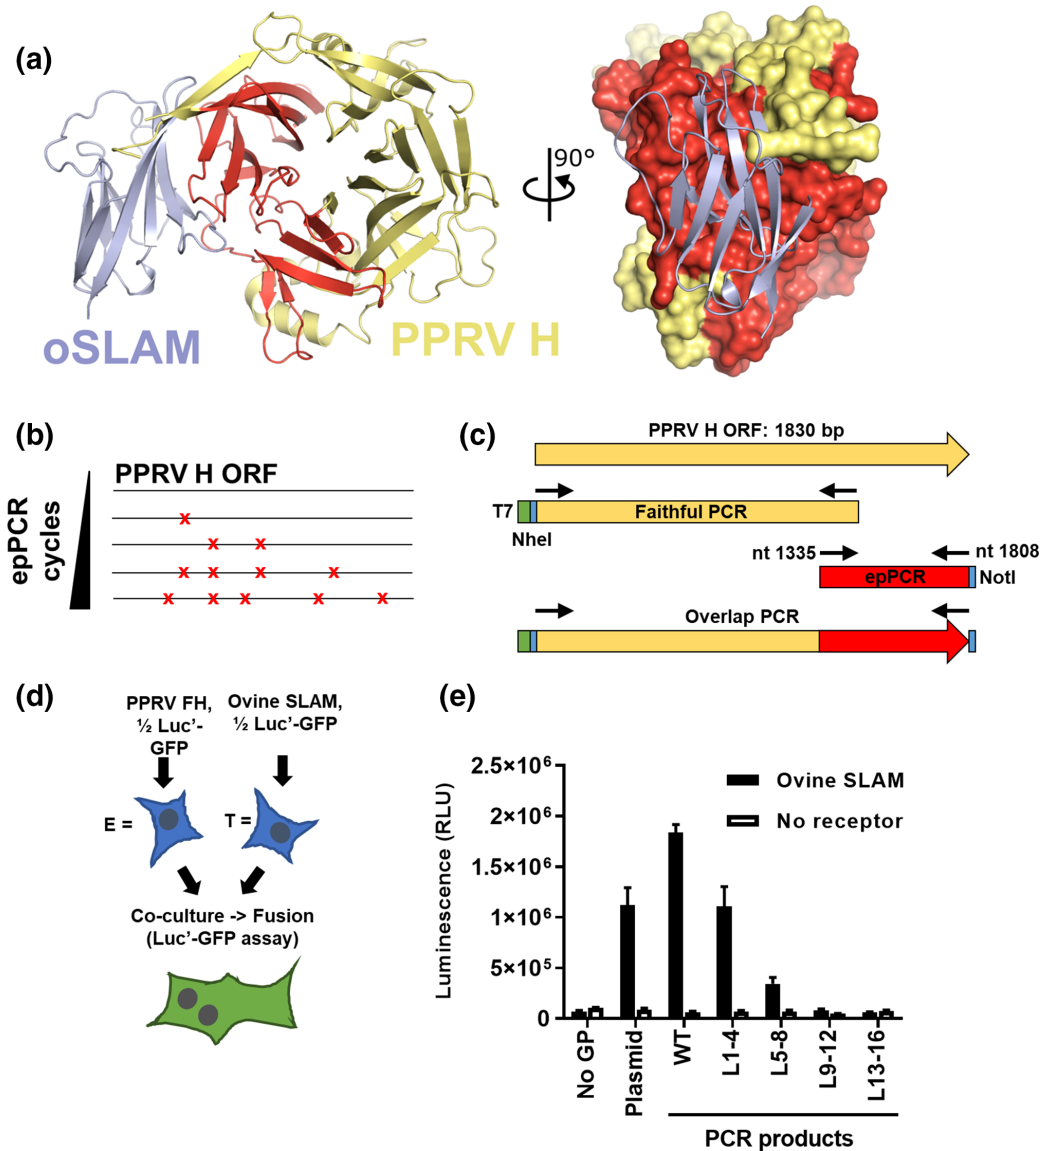 (a)
90°
oSLAM
PPRV H
(b)
PPRV H ORF
epPCR
cycles
x
x x
x x x x
x x x x x
(c)
PPRV H ORF: 1830 bp
T7
Faithful PCR
NheI
nt 1335
nt 1808
epPCR
NotI
Overlap PCR
(d)
PPRV FH,
½ Luc’-
GFP
Ovine SLAM,
½ Luc’-GFP
E =
T =
Co-culture -> Fusion
(Luc’-GFP assay)
(e)
Luminescence (RLU)
2.5×10⁶
2×10⁶
1.5×10⁶
1×10⁶
5×10⁵
0
Ovine SLAM
No receptor
No GP
Plasmid
WT
L1-4
L5-8
L9-12
L13-16
PCR products